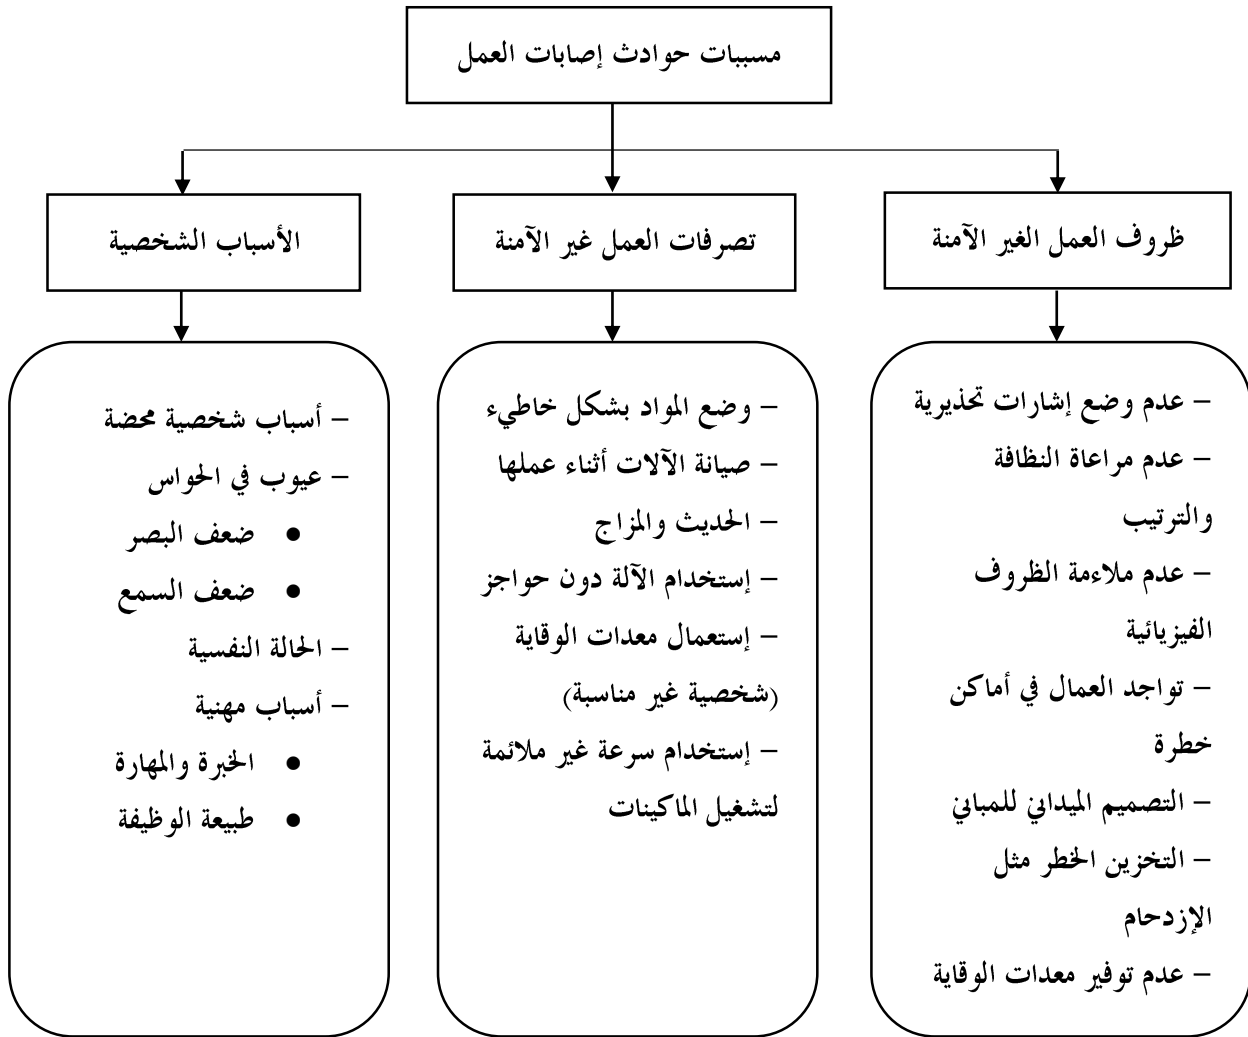 مسببات حوادث إصابات العمل
ظروف العمل الغير الآمنة
تصرفات العمل غير الآمنة
الأسباب الشخصية
– عدم وضع إشارات تحذيرية
– عدم مراعاة النظافة
والترتيب
– عدم ملاءمة الظروف
الفيزيائية
– تواجد العمال في أماكن
خطرة
– التصميم الميداني للمباني
– التخزين الخطر مثل
الإزدحام
– عدم توفير معدات الوقاية
– وضع المواد بشكل خاطيء
– صيانة الآلات أثناء عملها
– الحديث والمزاج
– إستخدام الآلة دون حواجز
– إستعمال معدات الوقاية
(شخصية غير مناسبة)
– إستخدام سرعة غير ملائمة
لتشغيل الماكينات
– أسباب شخصية محضة
– عيوب في الحواس
● ضعف البصر
● ضعف السمع
– الحالة النفسية
– أسباب مهنية
● الخبرة والمهارة
● طبيعة الوظيفة